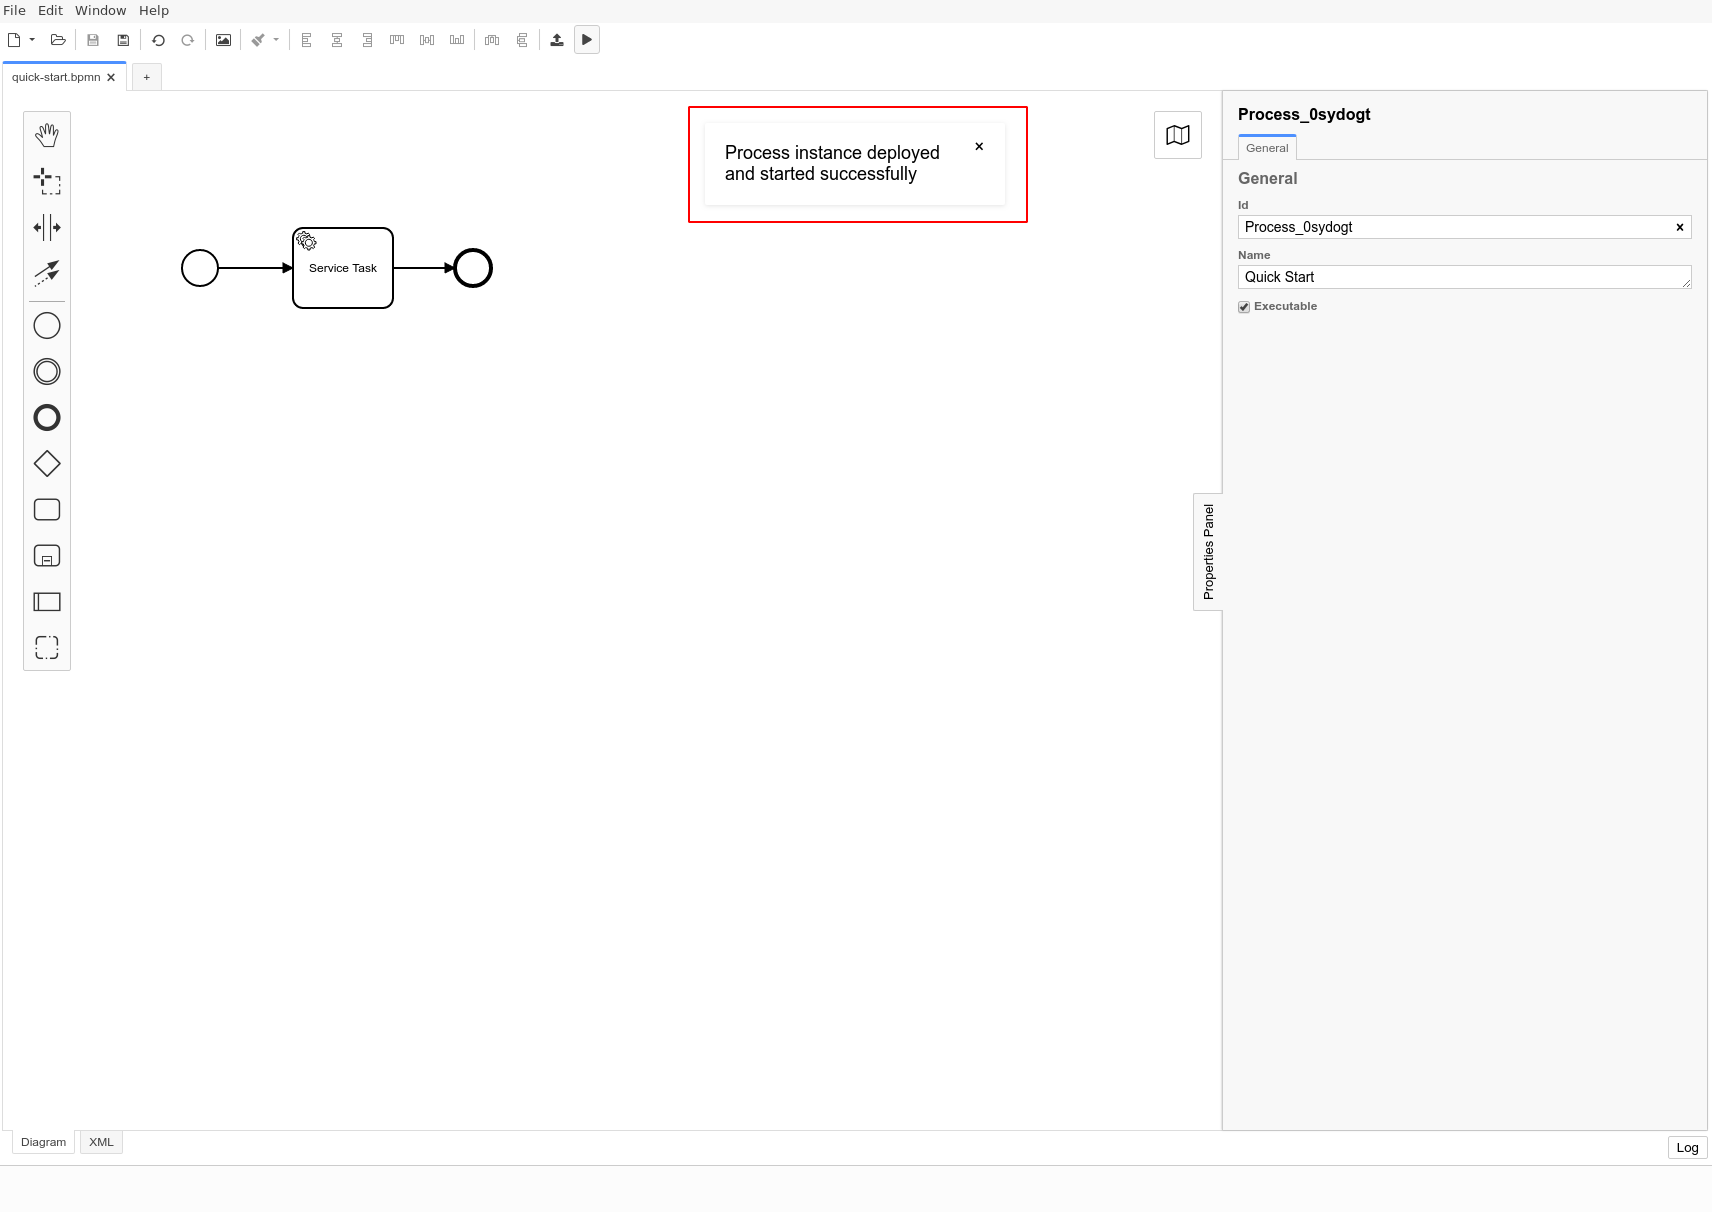 File Edit Window Help
quick-start.bpmn
+
Process instance deployed
and started successfully
Service Task
Properties Panel
Process_0sydogt
General
General
Id
Process_0sydogt
Name
Quick Start
Executable
Diagram XML
Log